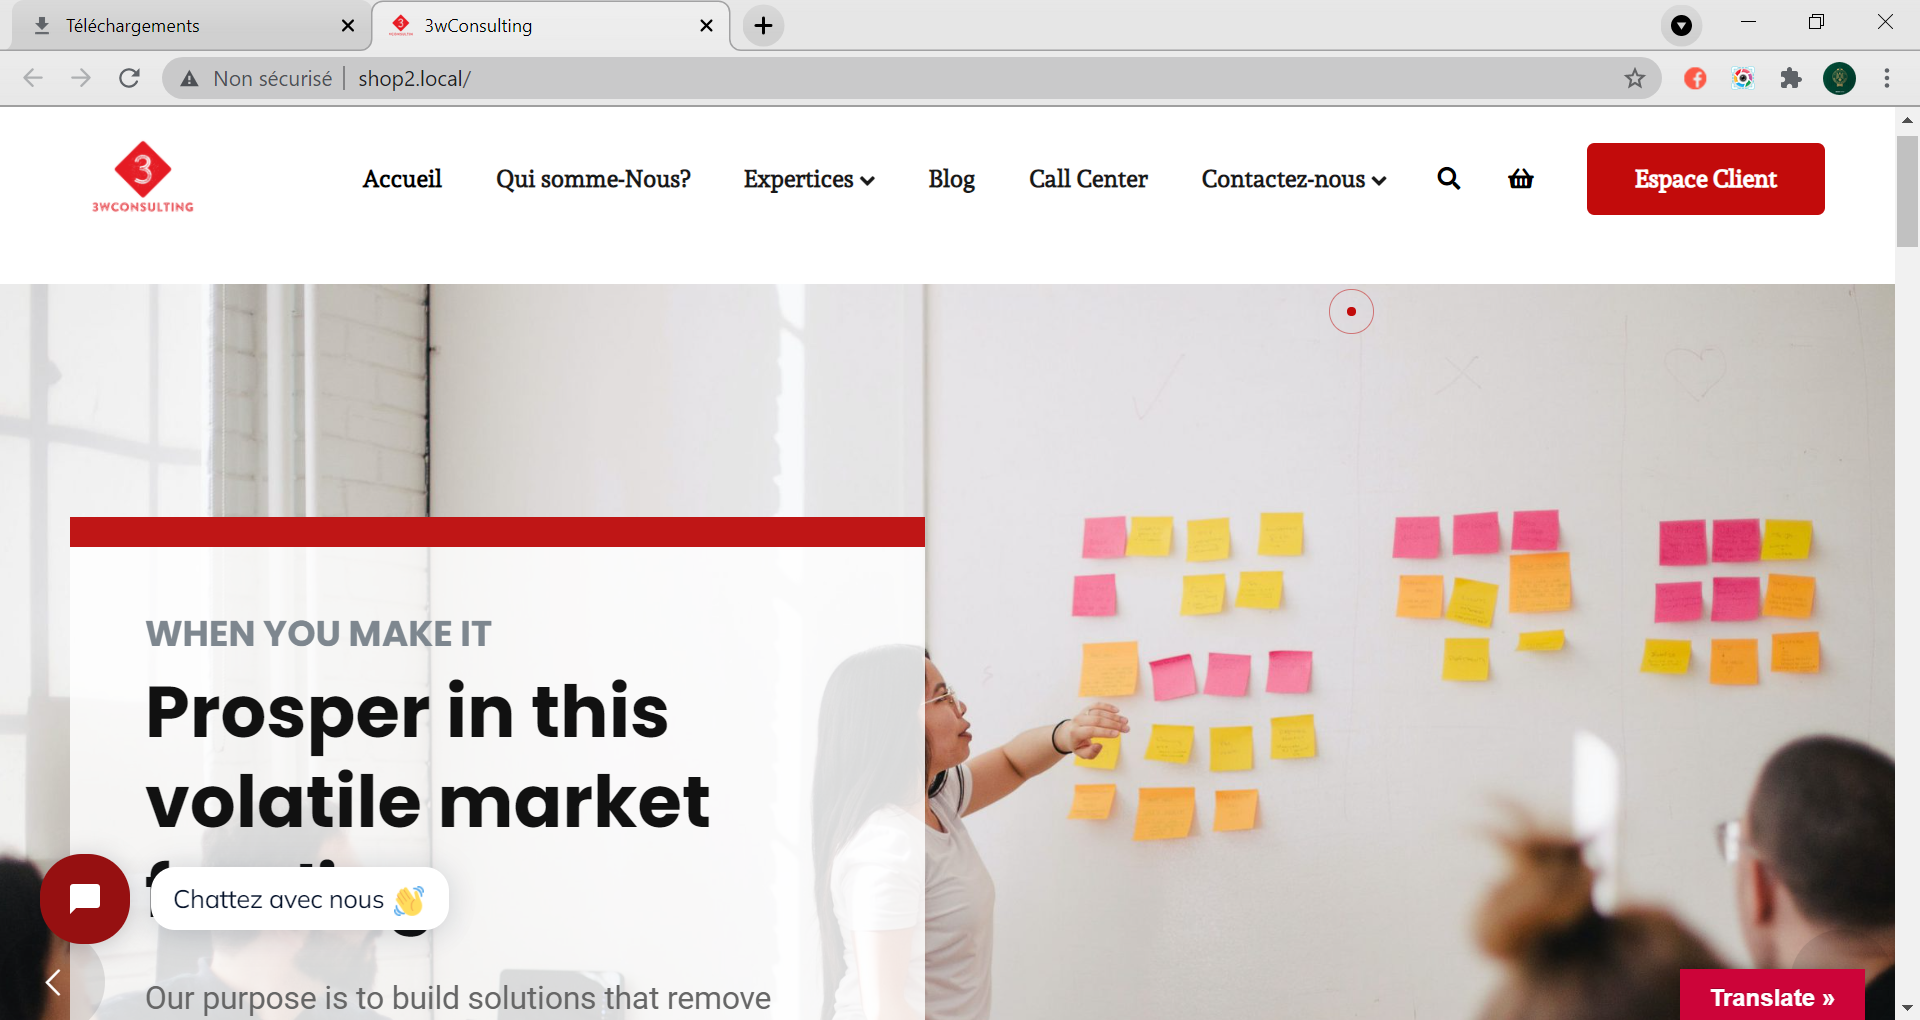 Téléchargements
3wConsulting
Non sécurisé
shop2.local/
3
3WCONSULTING
Accueil
Qui somme-Nous?
Expertices
Blog
Call Center
Contactez-nous
Espace Client
WHEN YOU MAKE IT
Prosper in this
volatile market
Chattez avec nous
Our purpose is to build solutions that remove
Translate »